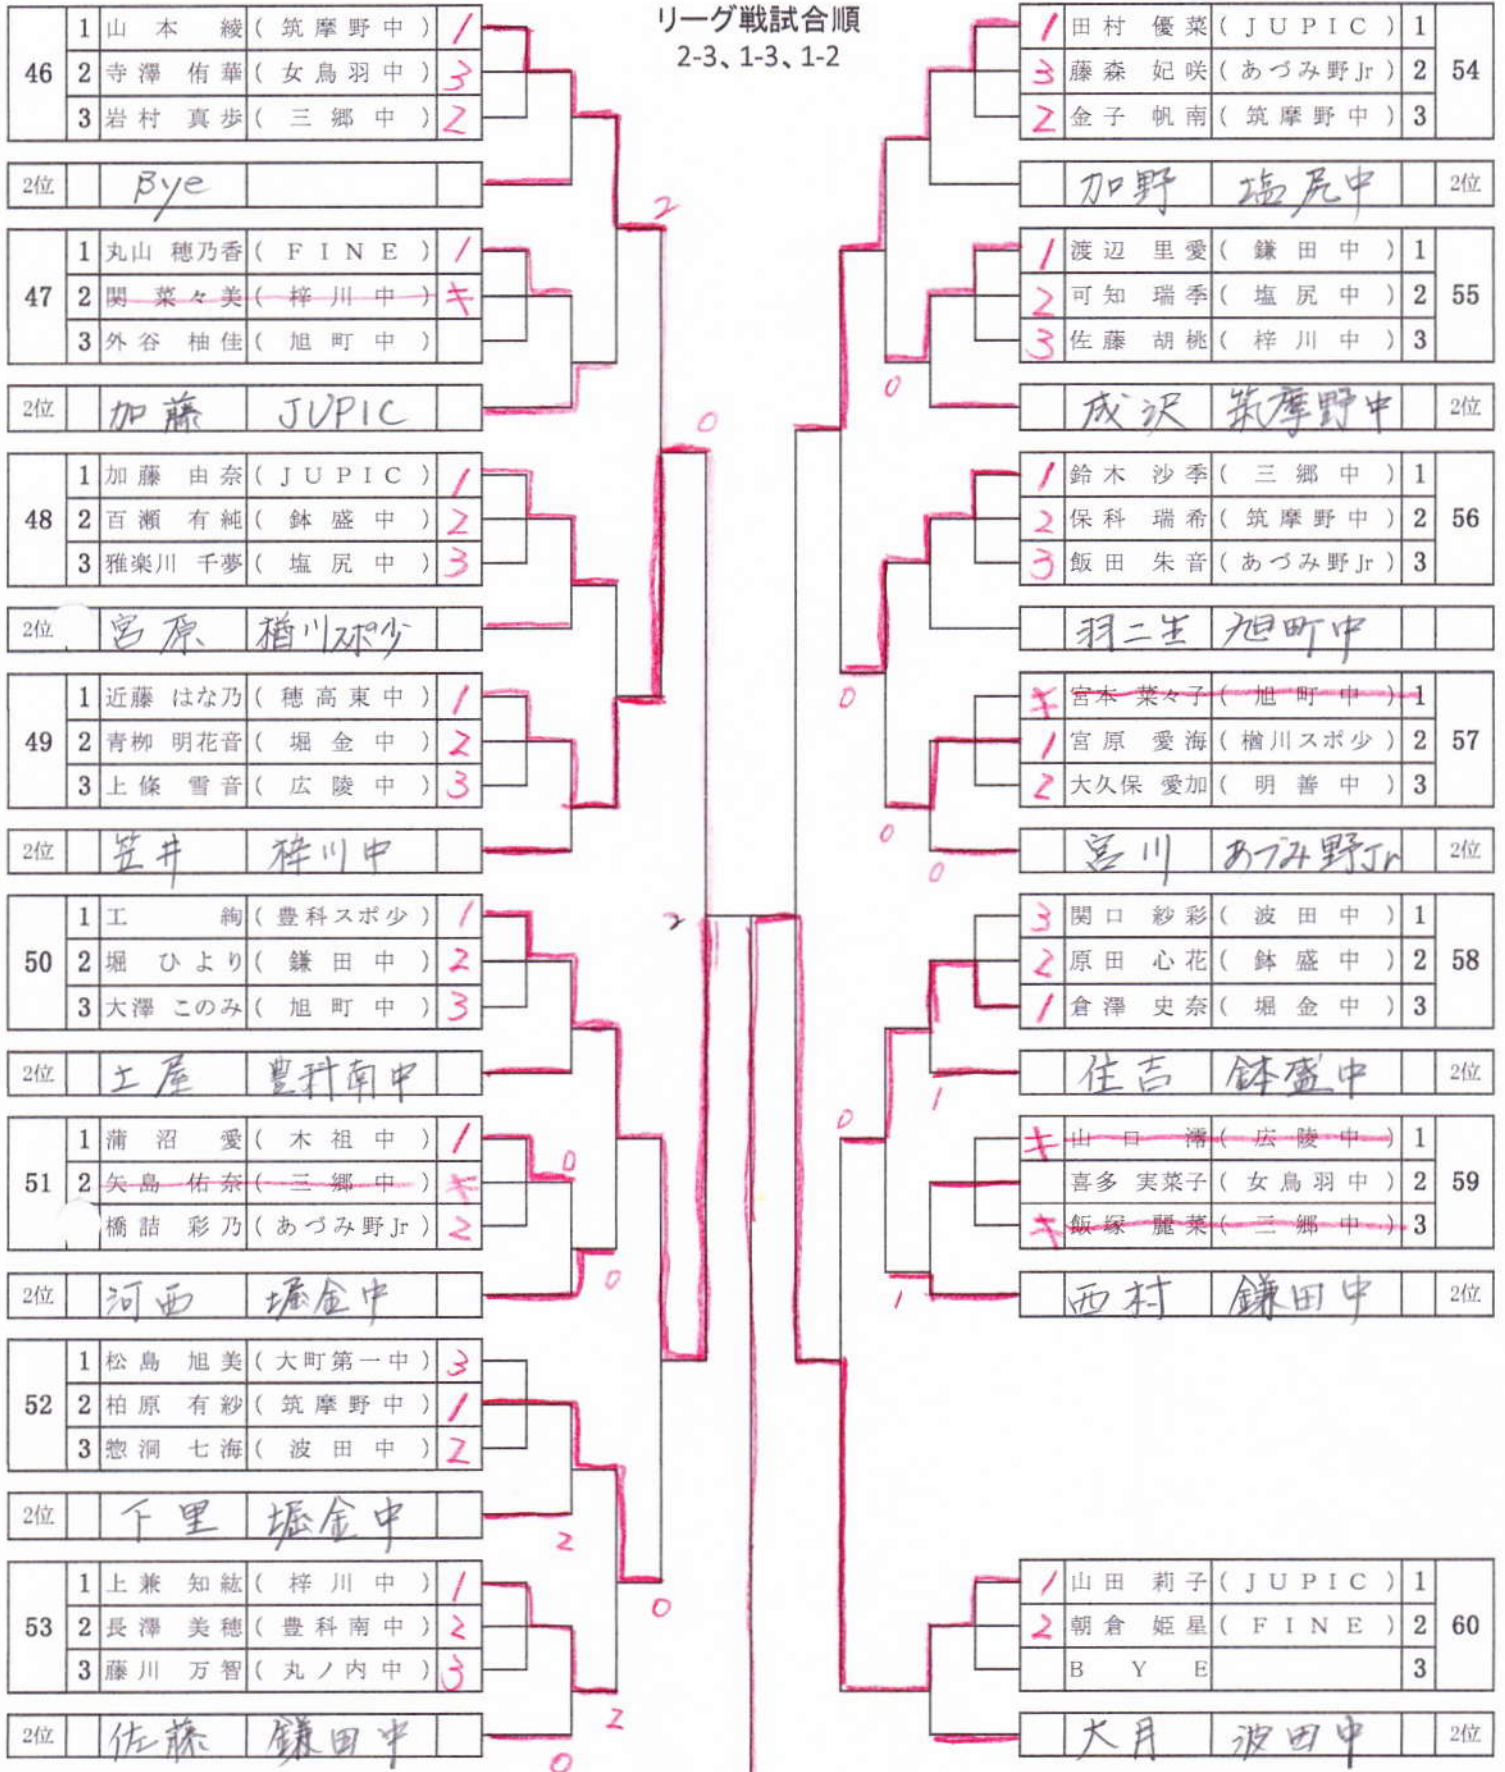 リーグ戦試合順
2-3、1-3、1-2
46
1 山本 綾 (筑摩野中) 1
2 寺澤 侑華 (女鳥羽中) 3
3 岩村 真歩 (三郷中) 2
2位 Bye
47
1 丸山 穂乃香 (FINE) 1
2 関 菜々美 (梓川中) キ
3 外谷 柚佳 (旭町中)
2位 加藤 JUPIC
48
1 加藤 由奈 (JUPIC) 1
2 百瀬 有純 (鉢盛中) 2
3 雅楽川 千夢 (塩尻中) 3
2位 宮原 楢川スポ少
49
1 近藤 はな乃 (穂高東中) 1
2 青栁 明花音 (堀金中) 2
3 上條 雪音 (広陵中) 3
2位 笠井 梓川中
50
1 工 絢 (豊科スポ少) 1
2 堀 ひより (鎌田中) 2
3 大澤 このみ (旭町中) 3
2位 土屋 豊科南中
51
1 蒲沼 愛 (木祖中) 1
2 矢島 佑奈 (三郷中) キ
橋詰 彩乃 (あづみ野Jr) 2
2位 河西 堀金中
52
1 松島 旭美 (大町第一中) 3
2 柏原 有紗 (筑摩野中) 1
3 惣洞 七海 (波田中) 2
2位 下里 堀金中
53
1 上兼 知紘 (梓川中) 1
2 長澤 美穂 (豊科南中) 2
3 藤川 万智 (丸ノ内中) 3
2位 佐藤 鎌田中
2
0
2
0
0
2
0
2
0
1 田村 優菜 (JUPIC) 1
3 藤森 妃咲 (あづみ野Jr) 2
2 金子 帆南 (筑摩野中) 3
54
加野 塩尻中 2位
1 渡辺 里愛 (鎌田中) 1
2 可知 瑞季 (塩尻中) 2
3 佐藤 胡桃 (梓川中) 3
55
成沢 筑摩野中 2位
1 鈴木 沙季 (三郷中) 1
2 保科 瑞希 (筑摩野中) 2
3 飯田 朱音 (あづみ野Jr) 3
56
羽二生 旭町中
キ 宮本 菜々子 (旭町中) 1
1 宮原 愛海 (楢川スポ少) 2
2 大久保 愛加 (明善中) 3
57
宮川 あづみ野Jr 2位
3 関口 紗彩 (波田中) 1
2 原田 心花 (鉢盛中) 2
1 倉澤 史奈 (堀金中) 3
58
住吉 鉢盛中 2位
キ 山口 澪 (広陵中) 1
喜多 実菜子 (女鳥羽中) 2
キ 飯塚 麗菜 (三郷中) 3
59
西村 鎌田中 2位
1 山田 莉子 (JUPIC) 1
2 朝倉 姫星 (FINE) 2
BYE 3
60
大月 波田中 2位
0
0
0
0
1
0
1